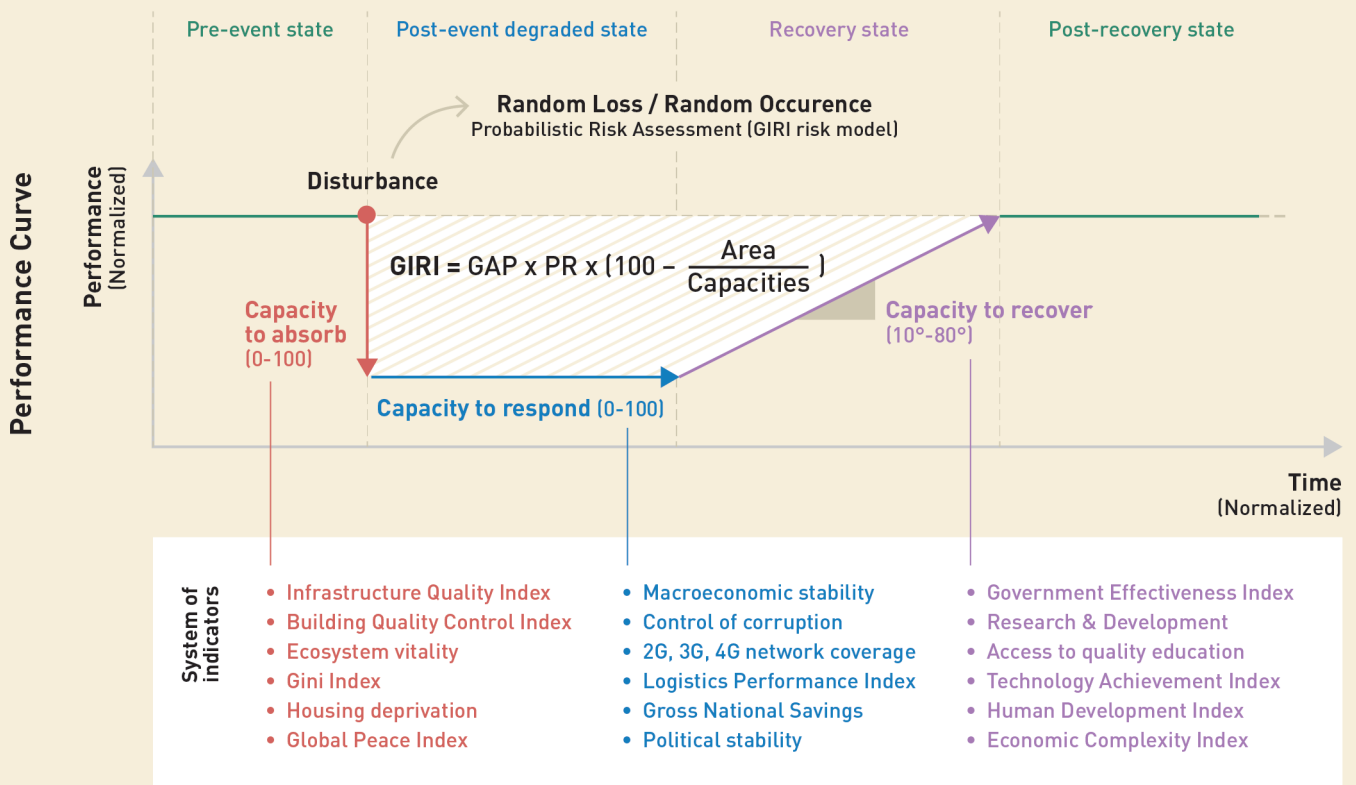 Pre-event state
Post-event degraded state
Recovery state
Post-recovery state
Random Loss / Random Occurence
Probabilistic Risk Assessment (GIRI risk model)
Performance Curve
Performance
(Normalized)
Disturbance
GIRI = GAP x PR x (100 – Area / Capacities )
Capacity
to absorb
(0-100)
Capacity to recover
(10°-80°)
Capacity to respond (0-100)
Time
(Normalized)
System of
indicators
• Infrastructure Quality Index
• Building Quality Control Index
• Ecosystem vitality
• Gini Index
• Housing deprivation
• Global Peace Index
• Macroeconomic stability
• Control of corruption
• 2G, 3G, 4G network coverage
• Logistics Performance Index
• Gross National Savings
• Political stability
• Government Effectiveness Index
• Research & Development
• Access to quality education
• Technology Achievement Index
• Human Development Index
• Economic Complexity Index